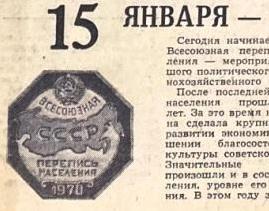 15 ЯНВАРЯ —
Сегодня начинае
Всесоюзная переп
ления — мероприя
шого политическог
нохозяйственного
После последней
населения прош
лет. За это время н
на сделала крупн
развитии экономи
шении благосост
культуры советско
Значительные
произошли и в сос
ления, уровне его
ния. В этом году з
ВСЕСОЮЗНАЯ
СССР
ПЕРЕПИСЬ
НАСЕЛЕНИЯ
1970